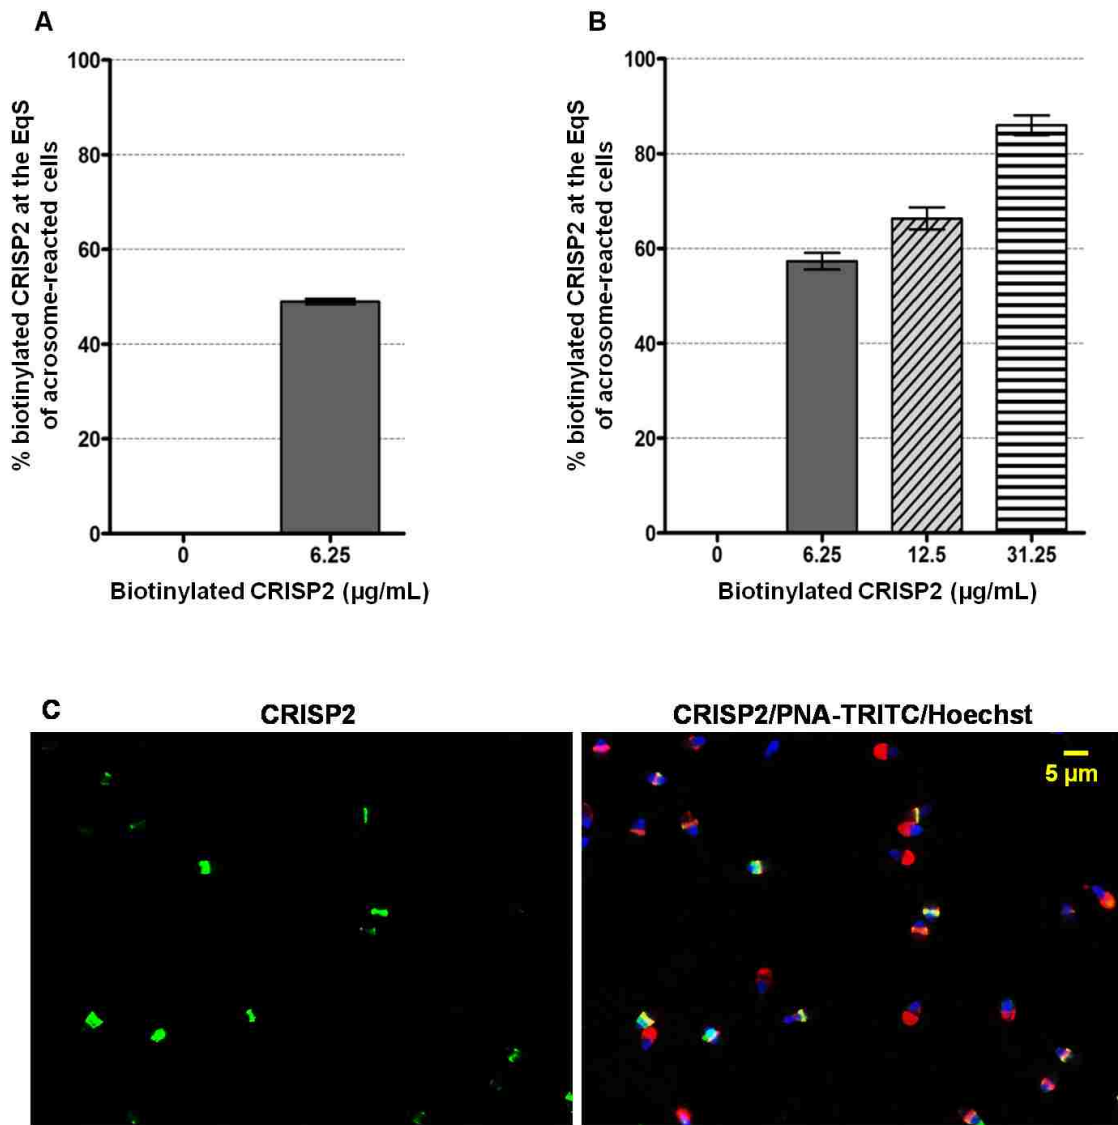 A
% biotinylated CRISP2 at the EqS
of acrosome-reacted cells
100
80
60
40
20
0
0
6.25
Biotinylated CRISP2 (µg/mL)
B
% biotinylated CRISP2 at the EqS
of acrosome-reacted cells
100
80
60
40
20
0
0
6.25
12.5
31.25
Biotinylated CRISP2 (µg/mL)
C
CRISP2
CRISP2/PNA-TRITC/Hoechst
5 µm